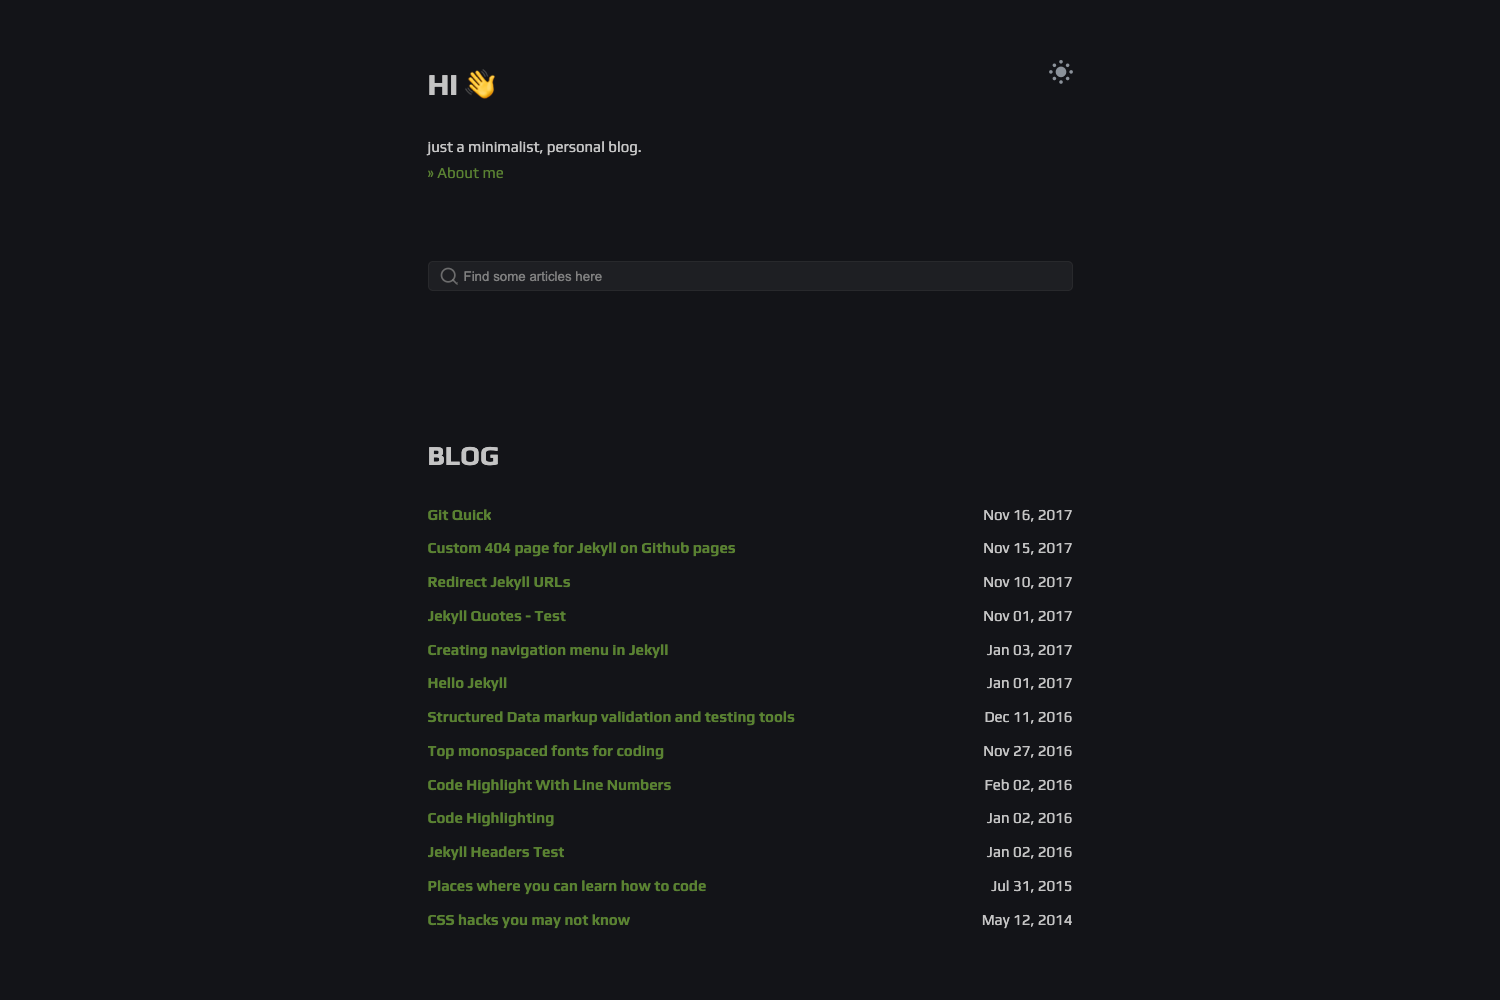 HI 👋
just a minimalist, personal blog.
» About me
Find some articles here
BLOG
Git Quick Nov 16, 2017
Custom 404 page for Jekyll on Github pages Nov 15, 2017
Redirect Jekyll URLs Nov 10, 2017
Jekyll Quotes - Test Nov 01, 2017
Creating navigation menu in Jekyll Jan 03, 2017
Hello Jekyll Jan 01, 2017
Structured Data markup validation and testing tools Dec 11, 2016
Top monospaced fonts for coding Nov 27, 2016
Code Highlight With Line Numbers Feb 02, 2016
Code Highlighting Jan 02, 2016
Jekyll Headers Test Jan 02, 2016
Places where you can learn how to code Jul 31, 2015
CSS hacks you may not know May 12, 2014